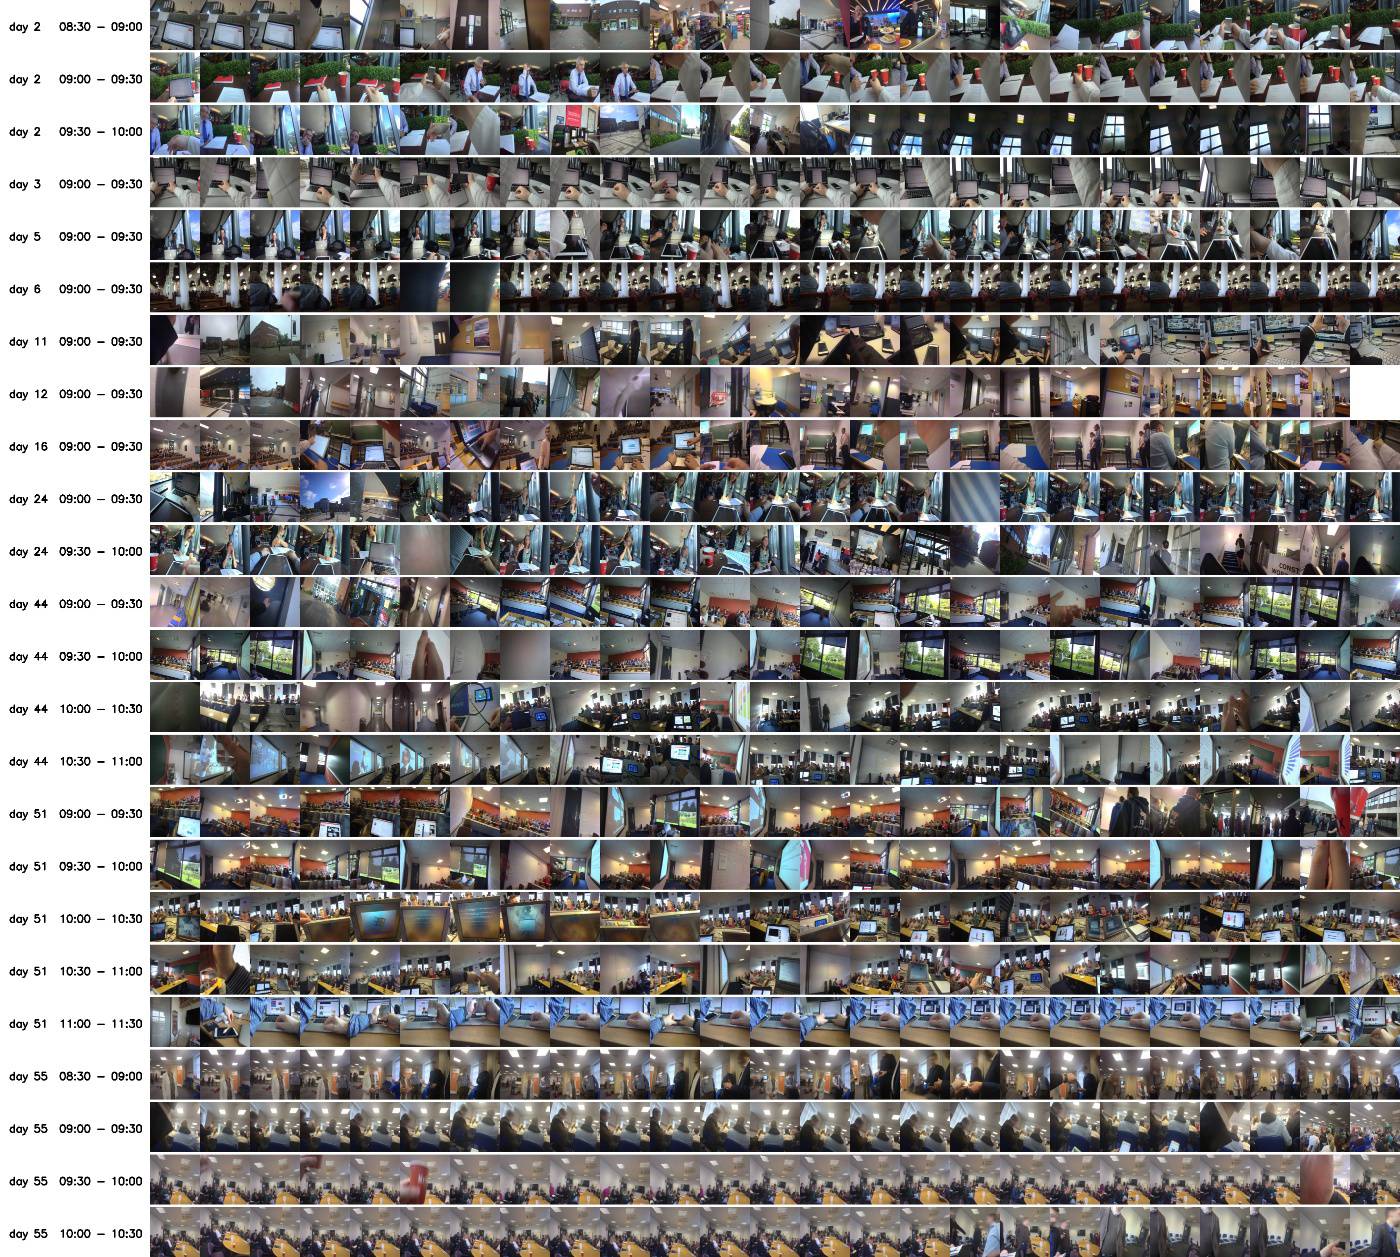 day 2 08:30 – 09:00
day 2 09:00 – 09:30
day 2 09:30 – 10:00
day 3 09:00 – 09:30
day 5 09:00 – 09:30
day 6 09:00 – 09:30
day 11 09:00 – 09:30
day 12 09:00 – 09:30
day 16 09:00 – 09:30
day 24 09:00 – 09:30
day 24 09:30 – 10:00
CONST
day 44 09:00 – 09:30
day 44 09:30 – 10:00
day 44 10:00 – 10:30
day 44 10:30 – 11:00
day 51 09:00 – 09:30
day 51 09:30 – 10:00
day 51 10:00 – 10:30
day 51 10:30 – 11:00
day 51 11:00 – 11:30
day 55 08:30 – 09:00
day 55 09:00 – 09:30
day 55 09:30 – 10:00
day 55 10:00 – 10:30